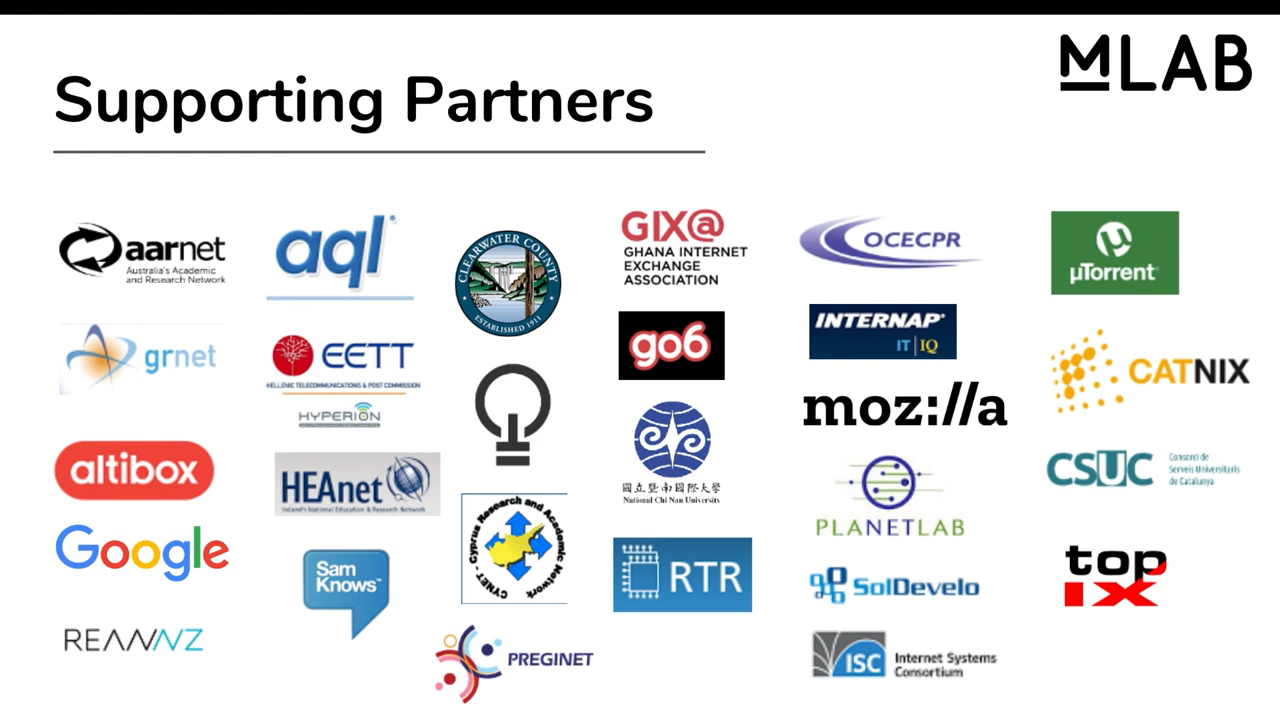 MLAB
Supporting Partners
aarnet
Australia's Academic
and Research Network
grnet
altibox
Google
REANNZ
aql
EETT
HELLENIC TELECOMMUNICATIONS & POST COMMISSION
HYPERION
HEAnet
Ireland's National Education & Research Network
Sam
Knows™
CLEARWATER COUNTY
ESTABLISHED 1911
CYNET - Cyprus Research and Academic Network
PREGINET
GIX@
GHANA INTERNET
EXCHANGE
ASSOCIATION
go6
國立暨南國際大學
National Chi Nan University
RTR
OCECPR
INTERNAP®
IT | IQ
moz://a
PLANETLAB
SolDevelo
ISC
Internet Systems
Consortium
µTorrent
CATNIX
CSUC
Consorci de
Serveis Universitaris
de Catalunya
top
IX